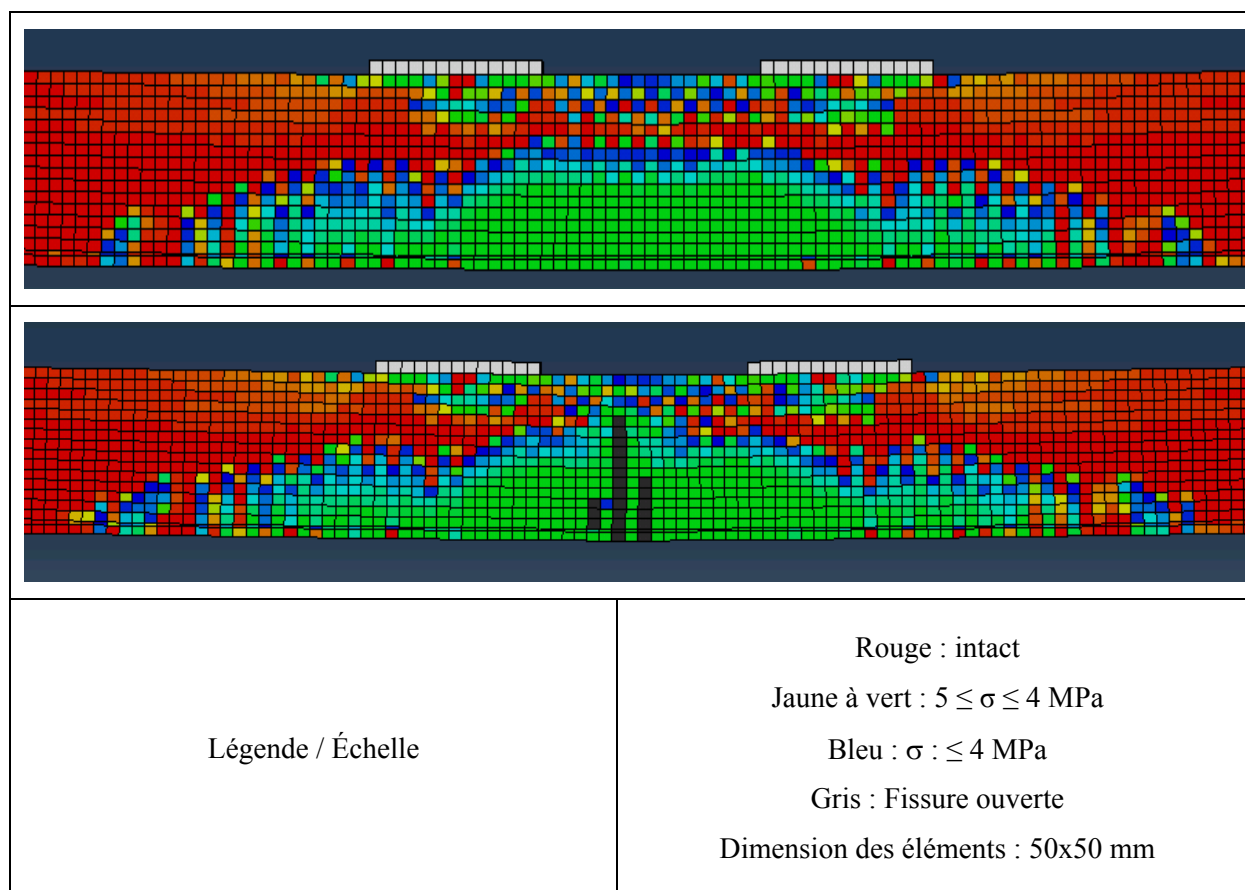 Légende / Échelle
Rouge : intact
Jaune à vert : 5 ≤ σ ≤ 4 MPa
Bleu : σ : ≤ 4 MPa
Gris : Fissure ouverte
Dimension des éléments : 50x50 mm